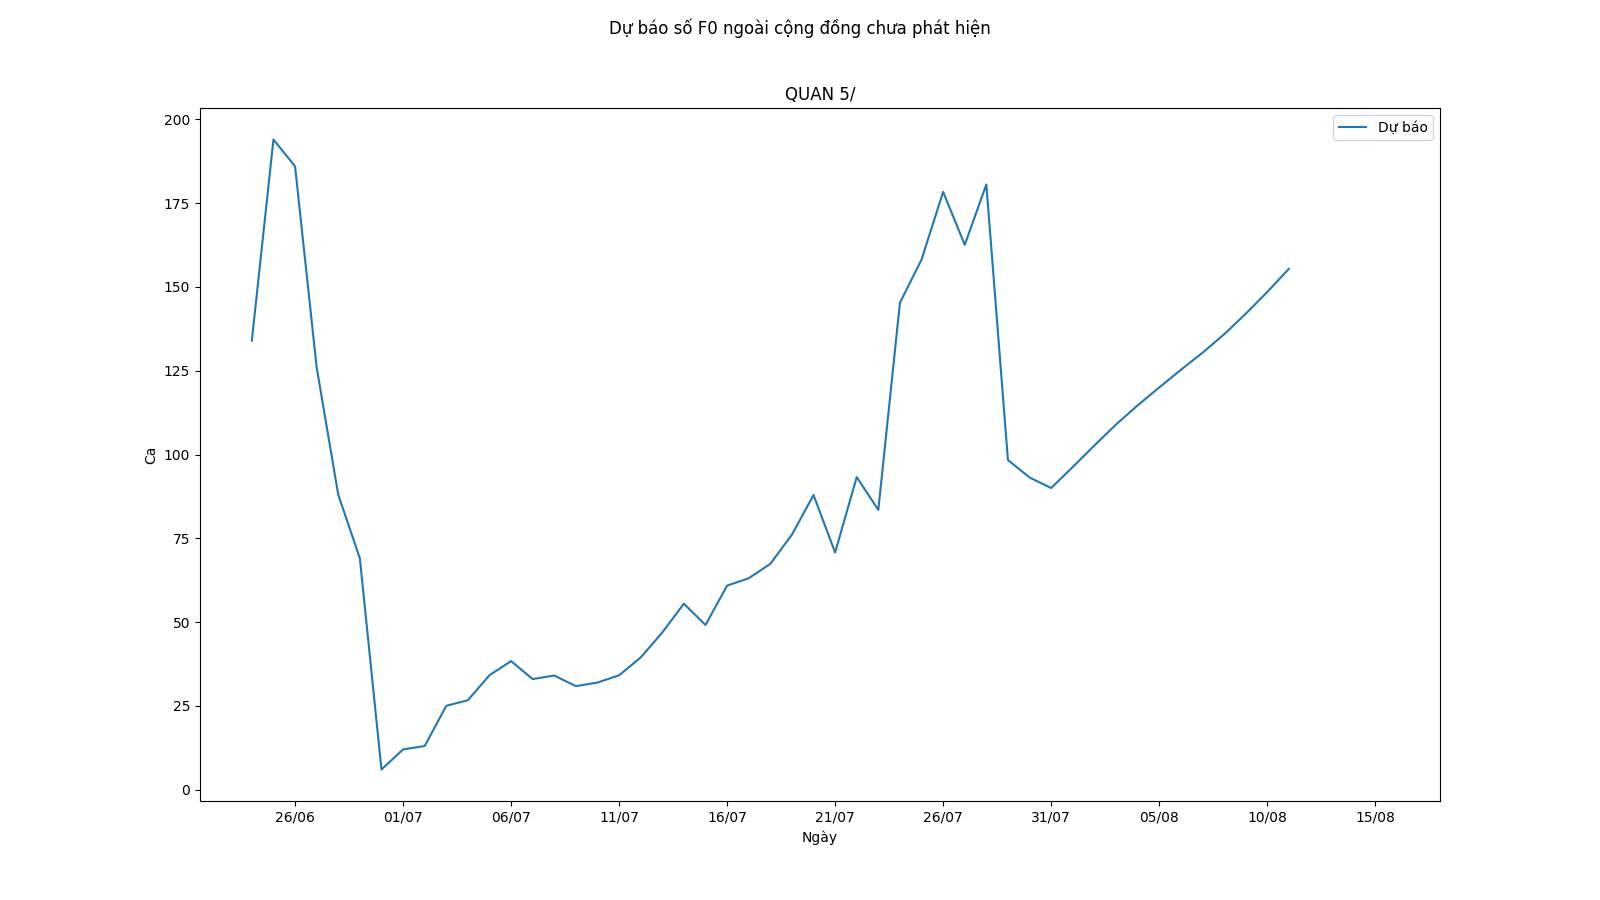 Dự báo số F0 ngoài cộng đồng chưa phát hiện
QUAN 5/
Dự báo
200
175
150
125
100
75
50
25
0
Ca
26/06 01/07 06/07 11/07 16/07 21/07 26/07 31/07 05/08 10/08 15/08
Ngày